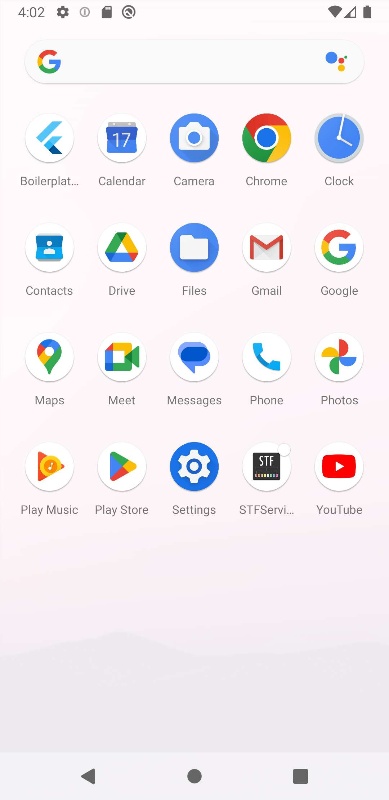 4:02
Boilerplat...
Calendar
Camera
Chrome
Clock
17
Contacts
Drive
Files
Gmail
Google
Maps
Meet
Messages
Phone
Photos
STF
Play Music
Play Store
Settings
STFServi...
YouTube